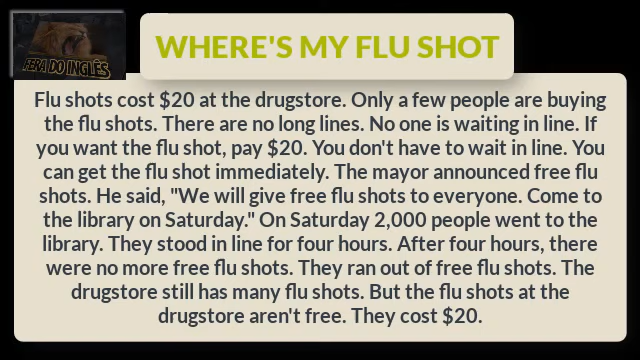 FERA DO INGLÊS
WHERE'S MY FLU SHOT
Flu shots cost $20 at the drugstore. Only a few people are buying
the flu shots. There are no long lines. No one is waiting in line. If
you want the flu shot, pay $20. You don't have to wait in line. You
can get the flu shot immediately. The mayor announced free flu
shots. He said, "We will give free flu shots to everyone. Come to
the library on Saturday." On Saturday 2,000 people went to the
library. They stood in line for four hours. After four hours, there
were no more free flu shots. They ran out of free flu shots. The
drugstore still has many flu shots. But the flu shots at the
drugstore aren't free. They cost $20.